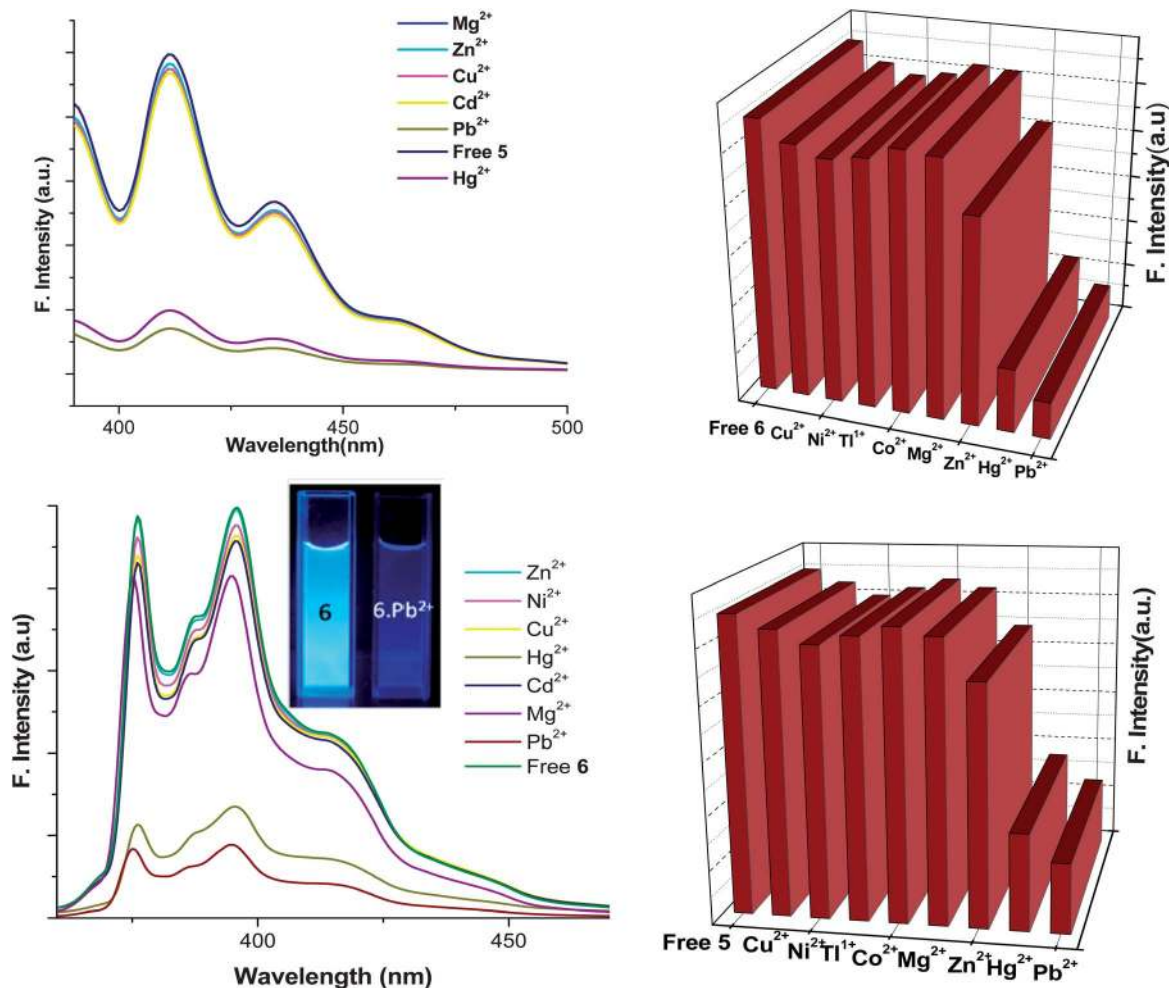 Mg²⁺
Zn²⁺
Cu²⁺
Cd²⁺
Pb²⁺
Free 5
Hg²⁺
F. Intensity (a.u.)
400
450
500
Wavelength(nm)
F. Intensity(a.u)
Free 6 Cu²⁺ Ni²⁺ Tl¹⁺ Co²⁺ Mg²⁺ Zn²⁺ Hg²⁺ Pb²⁺
6
6.Pb²⁺
Zn²⁺
Ni²⁺
Cu²⁺
Hg²⁺
Cd²⁺
Mg²⁺
Pb²⁺
Free 6
F. Intensity (a.u)
400
450
Wavelength (nm)
F. Intensity(a.u.)
Free 5 Cu²⁺ Ni²⁺ Tl¹⁺ Co²⁺ Mg²⁺ Zn²⁺ Hg²⁺ Pb²⁺